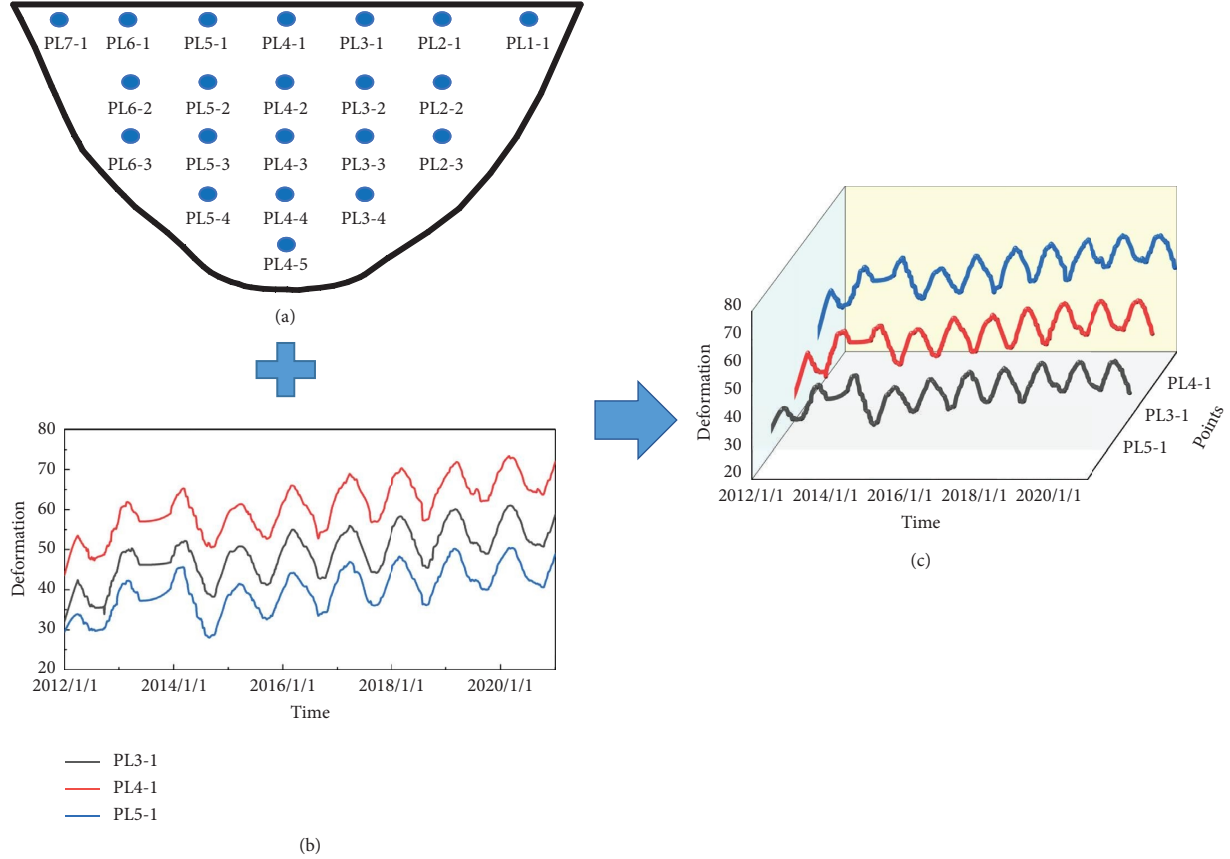 PL7-1 PL6-1 PL5-1 PL4-1 PL3-1 PL2-1 PL1-1
PL6-2 PL5-2 PL4-2 PL3-2 PL2-2
PL6-3 PL5-3 PL4-3 PL3-3 PL2-3
PL5-4 PL4-4 PL3-4
PL4-5
(a)
80
70
60
50
40
30
20
Deformation
2012/1/1 2014/1/1 2016/1/1 2018/1/1 2020/1/1
Time
PL3-1
PL4-1
PL5-1
(b)
80
70
60
50
40
30
20
Deformation
2012/1/1 2014/1/1 2016/1/1 2018/1/1 2020/1/1
Time
PL4-1
PL3-1
PL5-1
Points
(c)